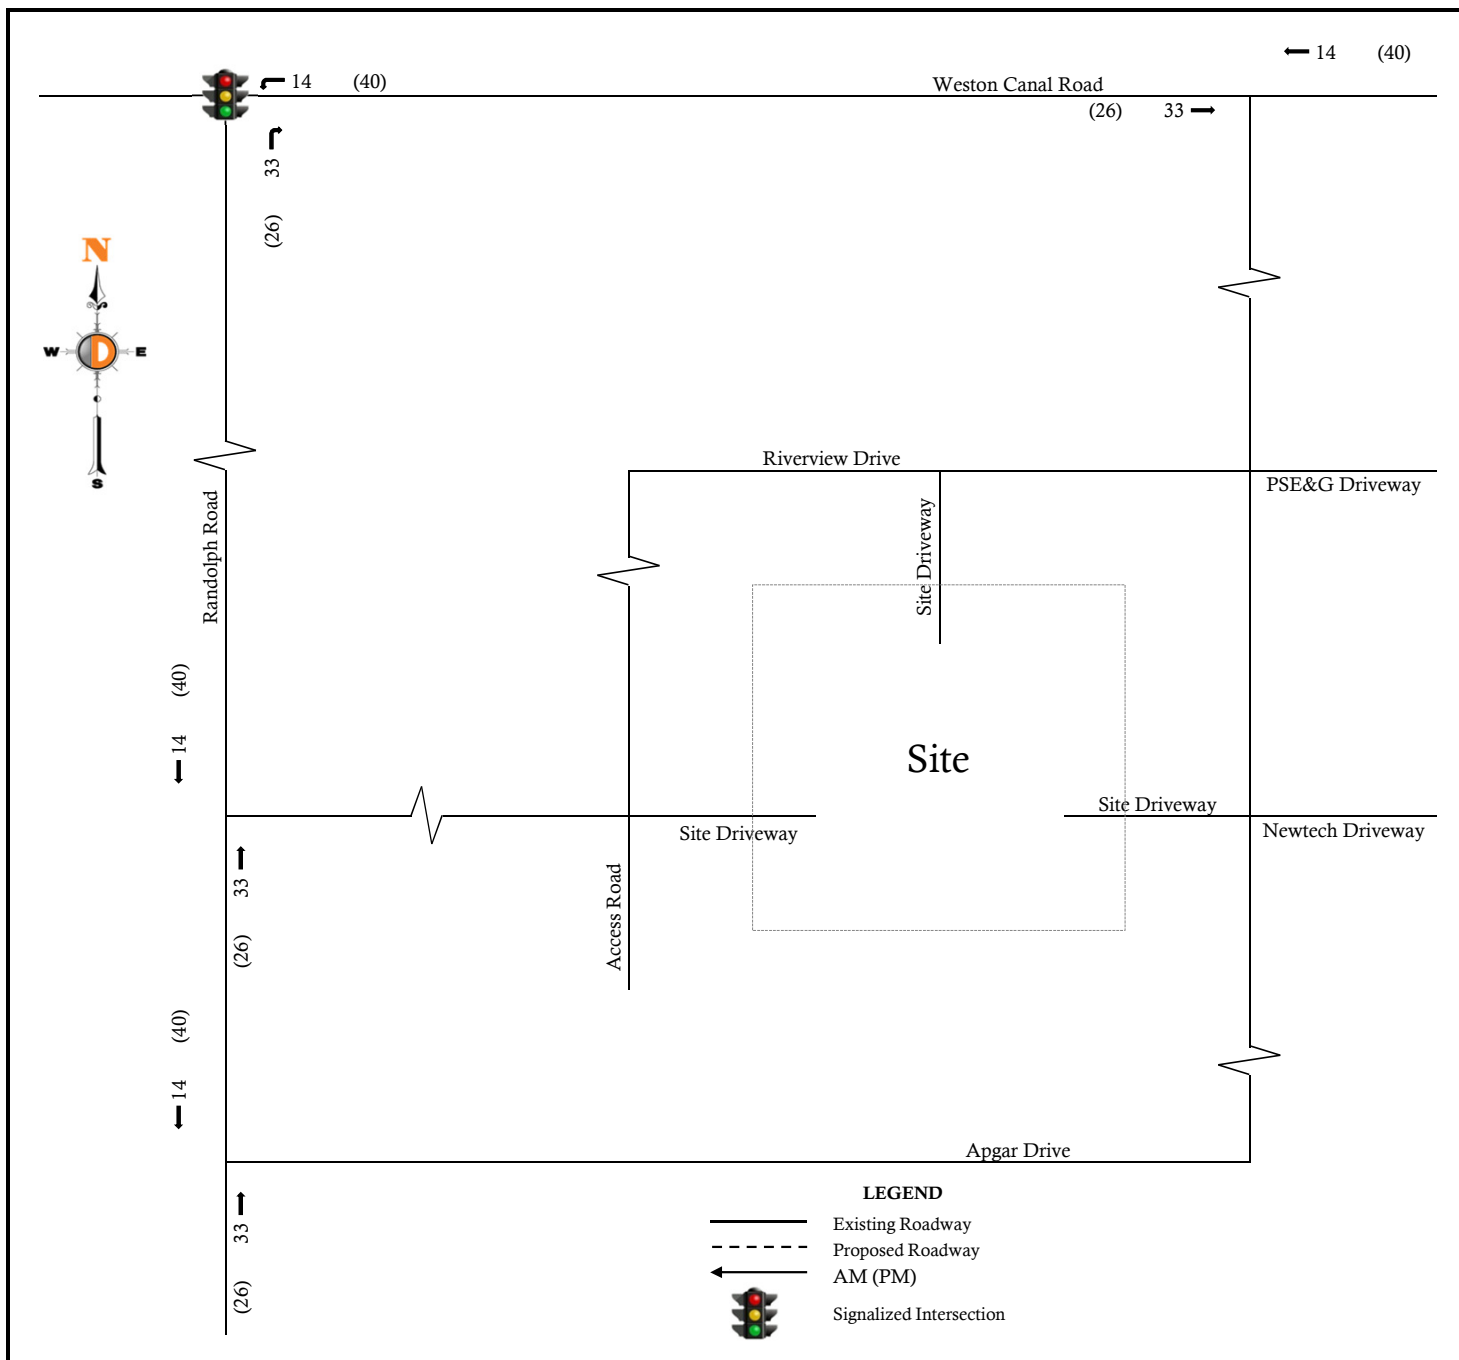 14 (40)
14 (40)
Weston Canal Road
(26) 33
33
(26)
N
W
D
E
S
Riverview Drive
PSE&G Driveway
Randolph Road
Site Driveway
(40)
14
Site
Site Driveway
Site Driveway
Newtech Driveway
33
(26)
Access Road
(40)
14
Apgar Drive
33
(26)
LEGEND
Existing Roadway
Proposed Roadway
AM (PM)
Signalized Intersection